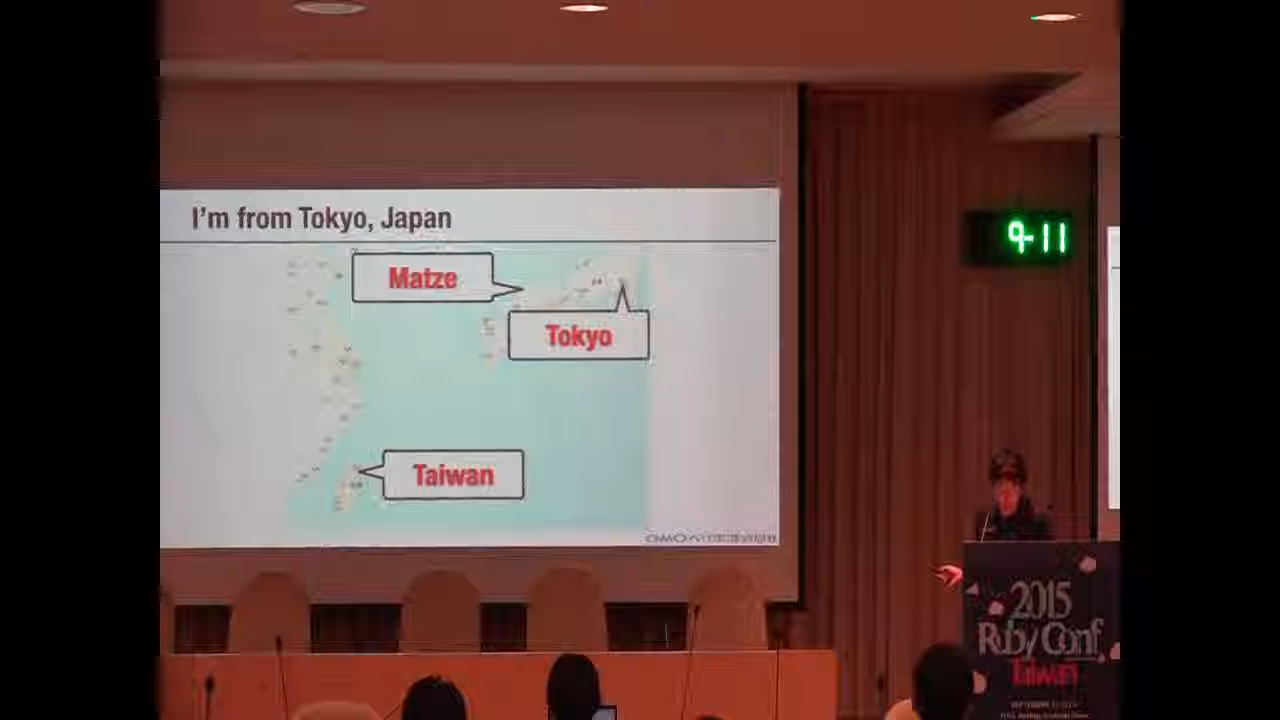 I'm from Tokyo, Japan
Matze
Tokyo
Taiwan
9-11
2015
RubyConf
Taiwan